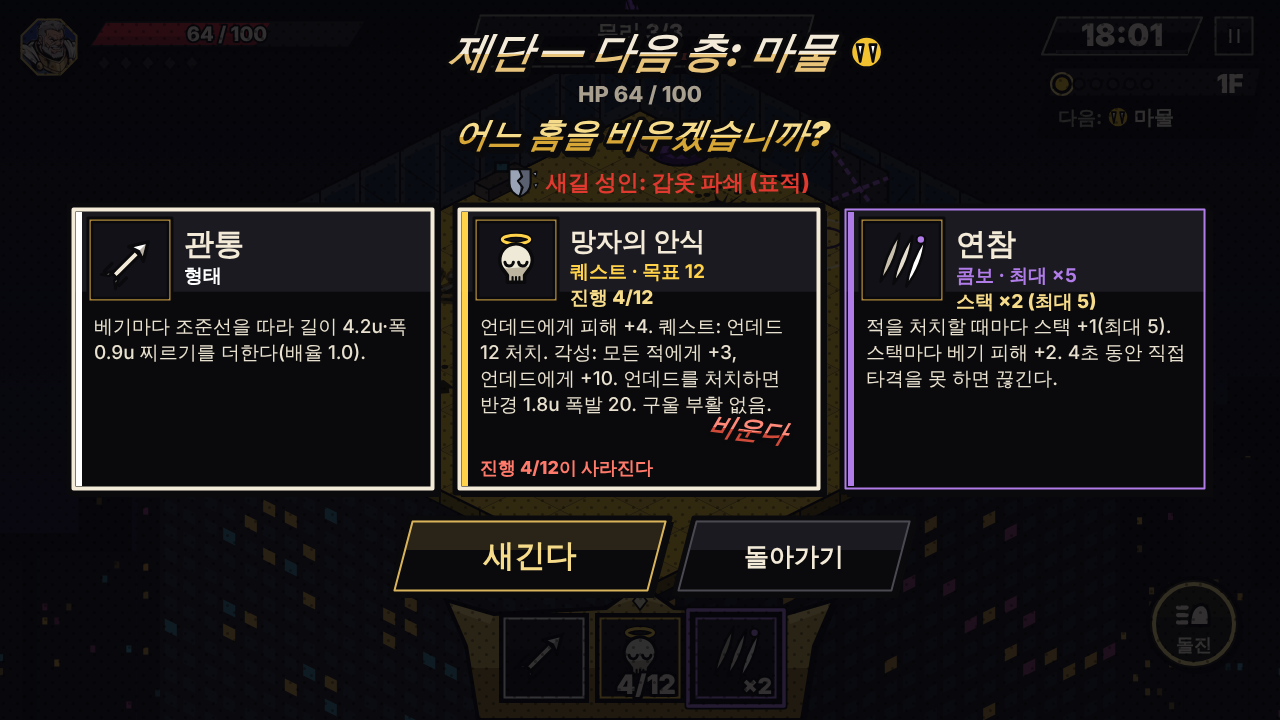 64 / 100
무리 3/3
18:01
제단 — 다음 층: 마물
HP 64 / 100
1F
다음: 마물
어느 홈을 비우겠습니까?
새길 성인: 갑옷 파쇄 (표적)
관통
형태
베기마다 조준선을 따라 길이 4.2u·폭
0.9u 찌르기를 더한다(배율 1.0).
망자의 안식
퀘스트 · 목표 12
진행 4/12
언데드에게 피해 +4. 퀘스트: 언데드
12 처치. 각성: 모든 적에게 +3,
언데드에게 +10. 언데드를 처치하면
반경 1.8u 폭발 20. 구울 부활 없음.
비운다
진행 4/12이 사라진다
연참
콤보 · 최대 ×5
스택 ×2 (최대 5)
적을 처치할 때마다 스택 +1(최대 5).
스택마다 베기 피해 +2. 4초 동안 직접
타격을 못 하면 끊긴다.
새긴다
돌아가기
4/12
×2
돌진